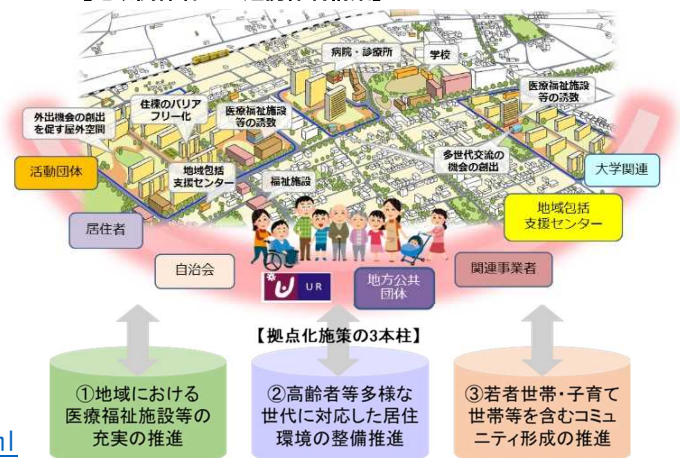 病院・診療所
学校
医療福祉施設
等の誘致
住棟のバリア
フリー化
医療福祉施設
等の誘致
外出機会の創出
を促す屋外空間
地域包括
支援センター
福祉施設
多世代交流の
機会の創出
活動団体
大学関連
居住者
地域包括
支援センター
自治会
UR
地方公共
団体
関連事業者
【拠点化施策の3本柱】
①地域における
医療福祉施設等の
充実の推進
②高齢者等多様な
世代に対応した居住
環境の整備推進
③若者世帯・子育て
世帯等を含むコミュ
ニティ形成の推進